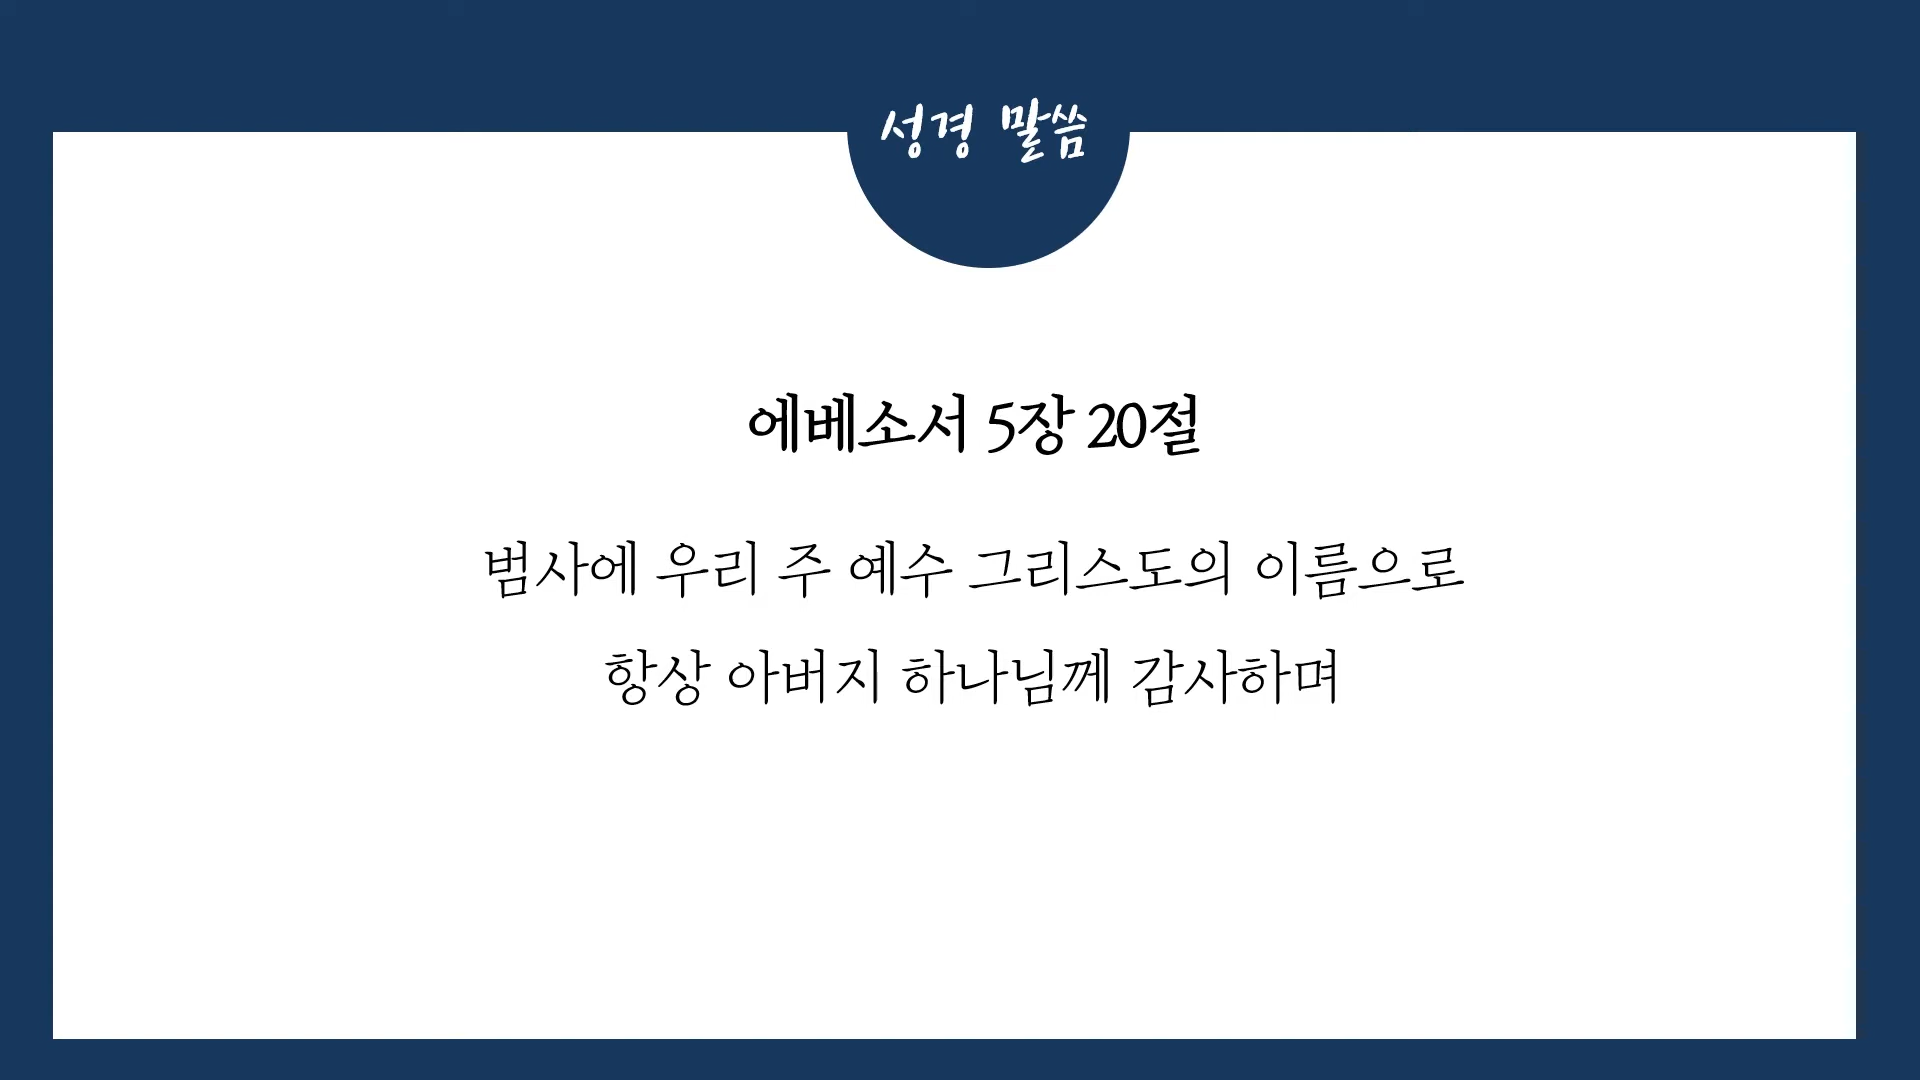 성경 말씀
에베소서 5장 20절
범사에 우리 주 예수 그리스도의 이름으로
항상 아버지 하나님께 감사하며